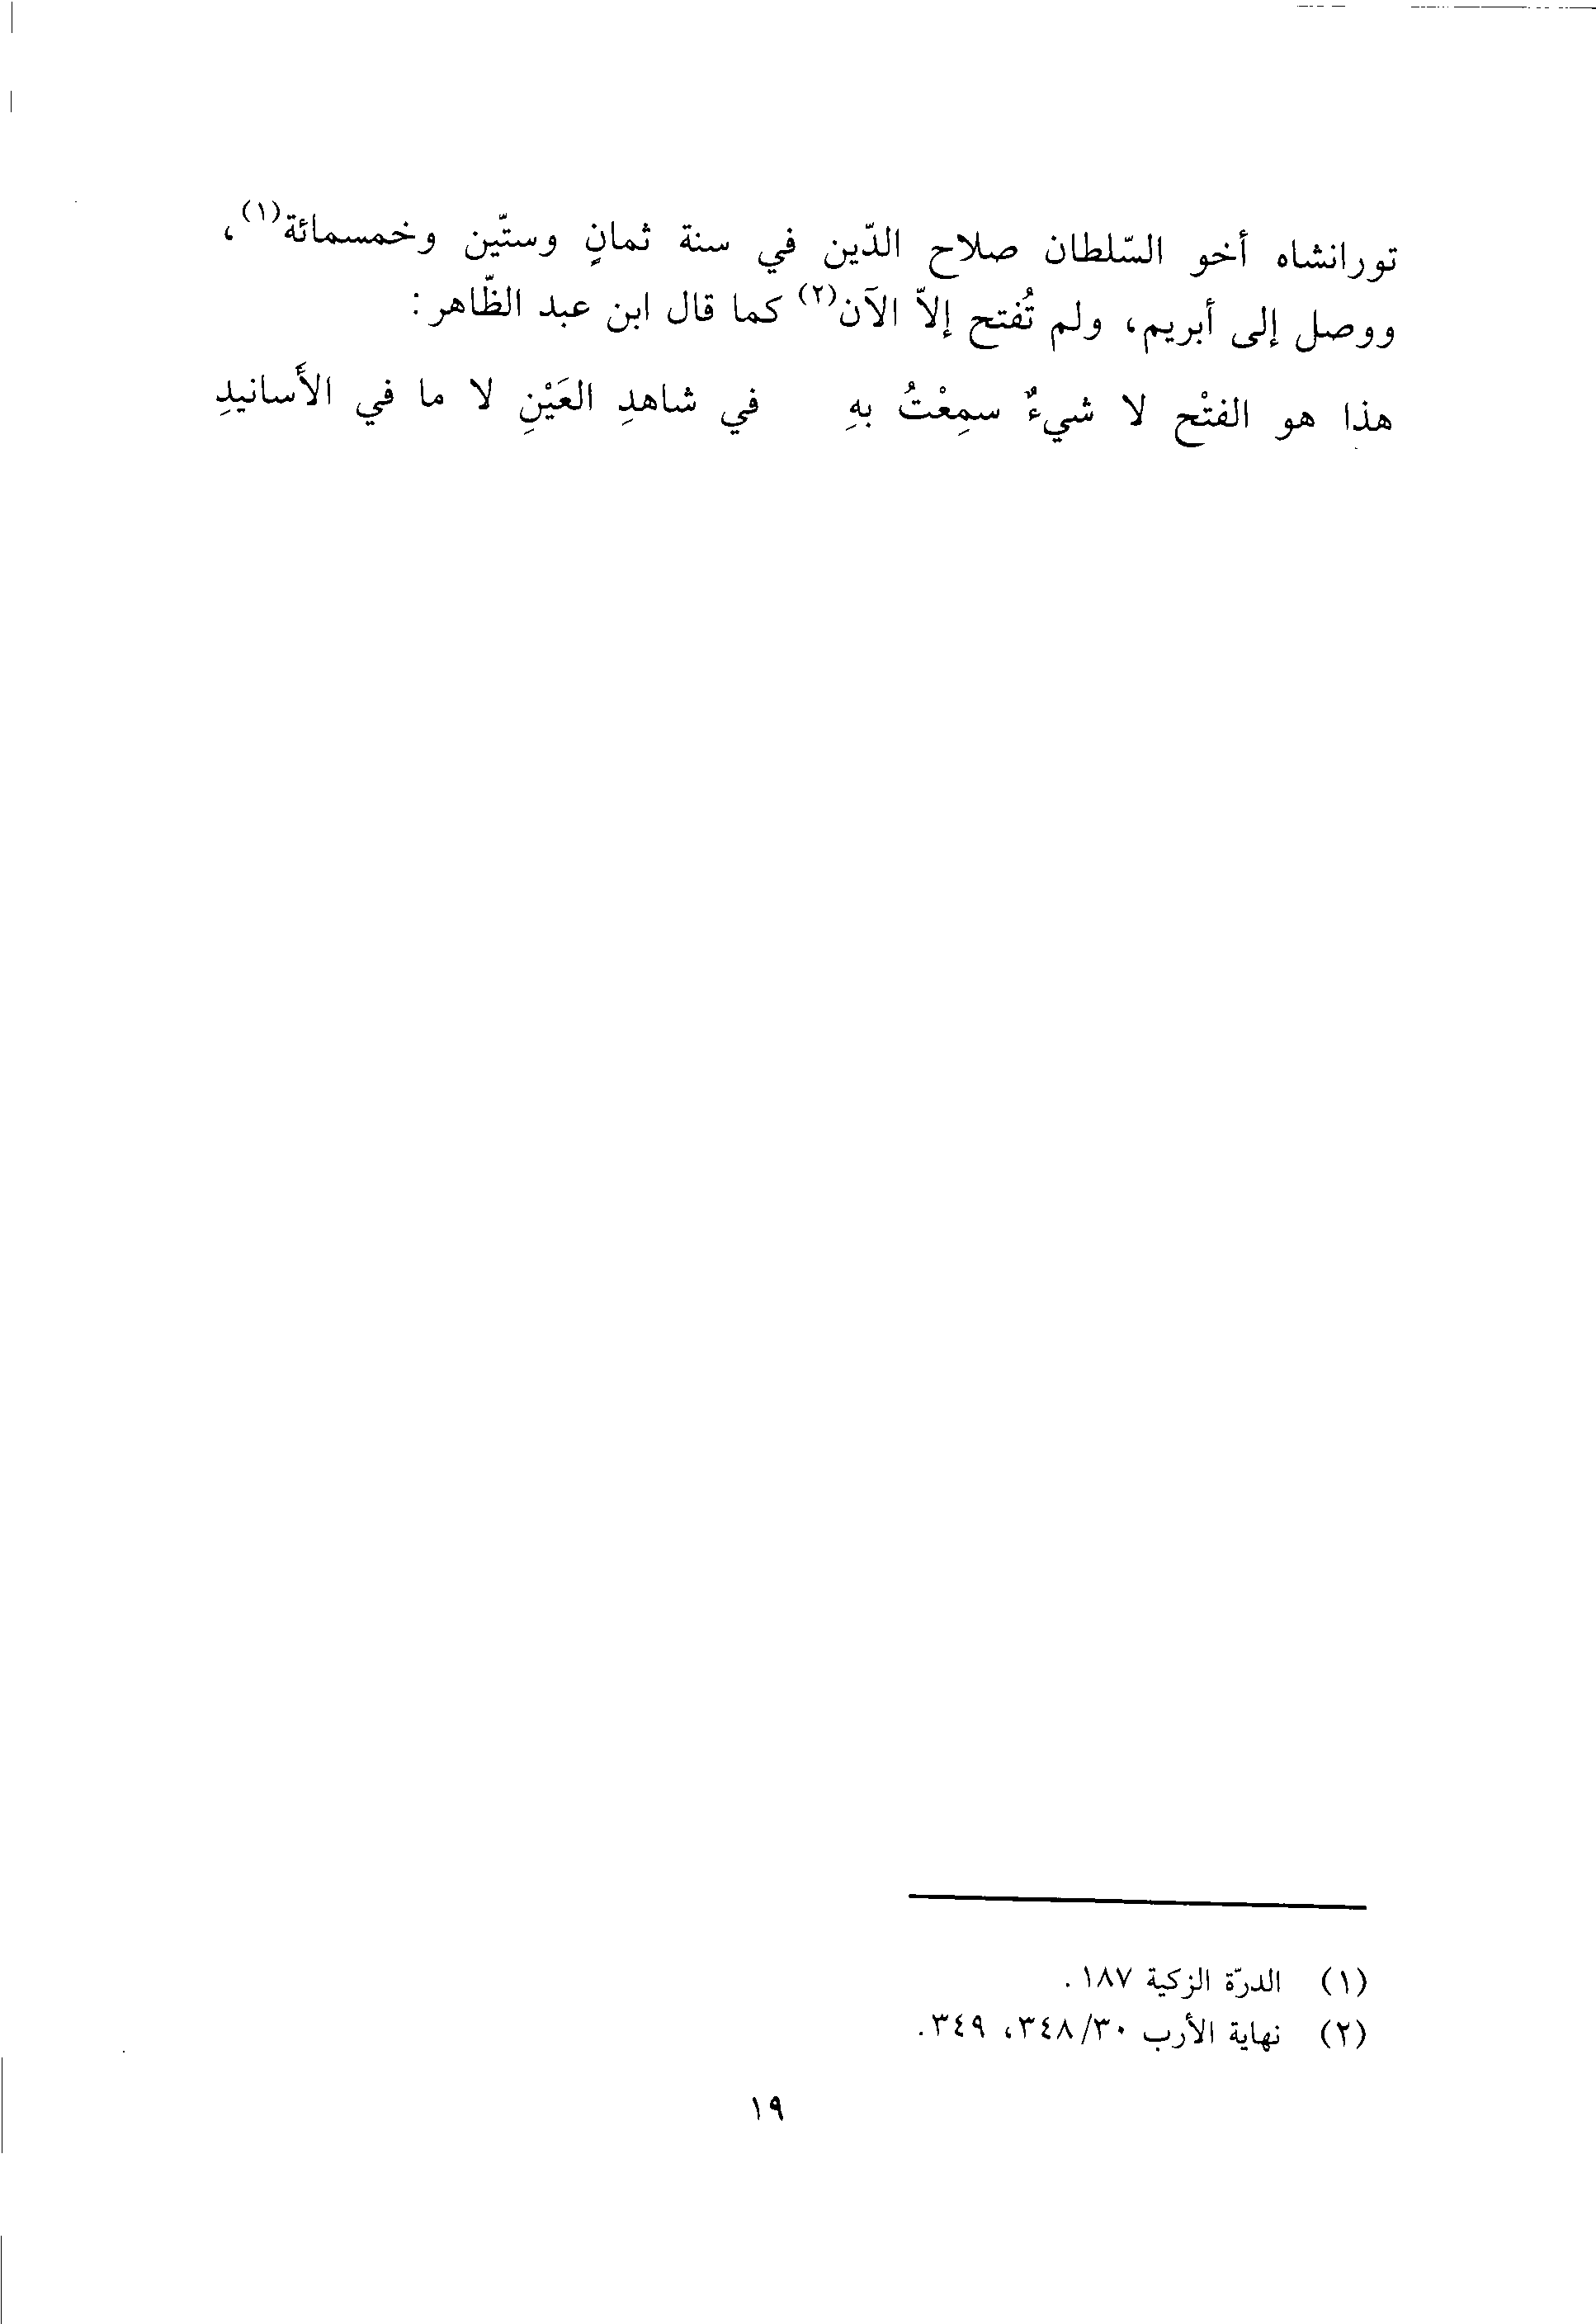 تورانشاه أخو السّلطان صلاح الدّين في سنة ثمانٍ وستّين وخمسمائة(١)،
ووصل إلى أبريم، ولم تُفتح إلاّ الآن(٢) كما قال ابن عبد الظّاهر:
هذا هو الفتْح لا شيءٌ سمِعْتُ بهِ في شاهدِ العَيْنِ لا ما في الأسانيدِ
(١) الدرّة الزكية ١٨٧.
(٢) نهاية الأرب ٣٠/٣٤٨، ٣٤٩.
١٩